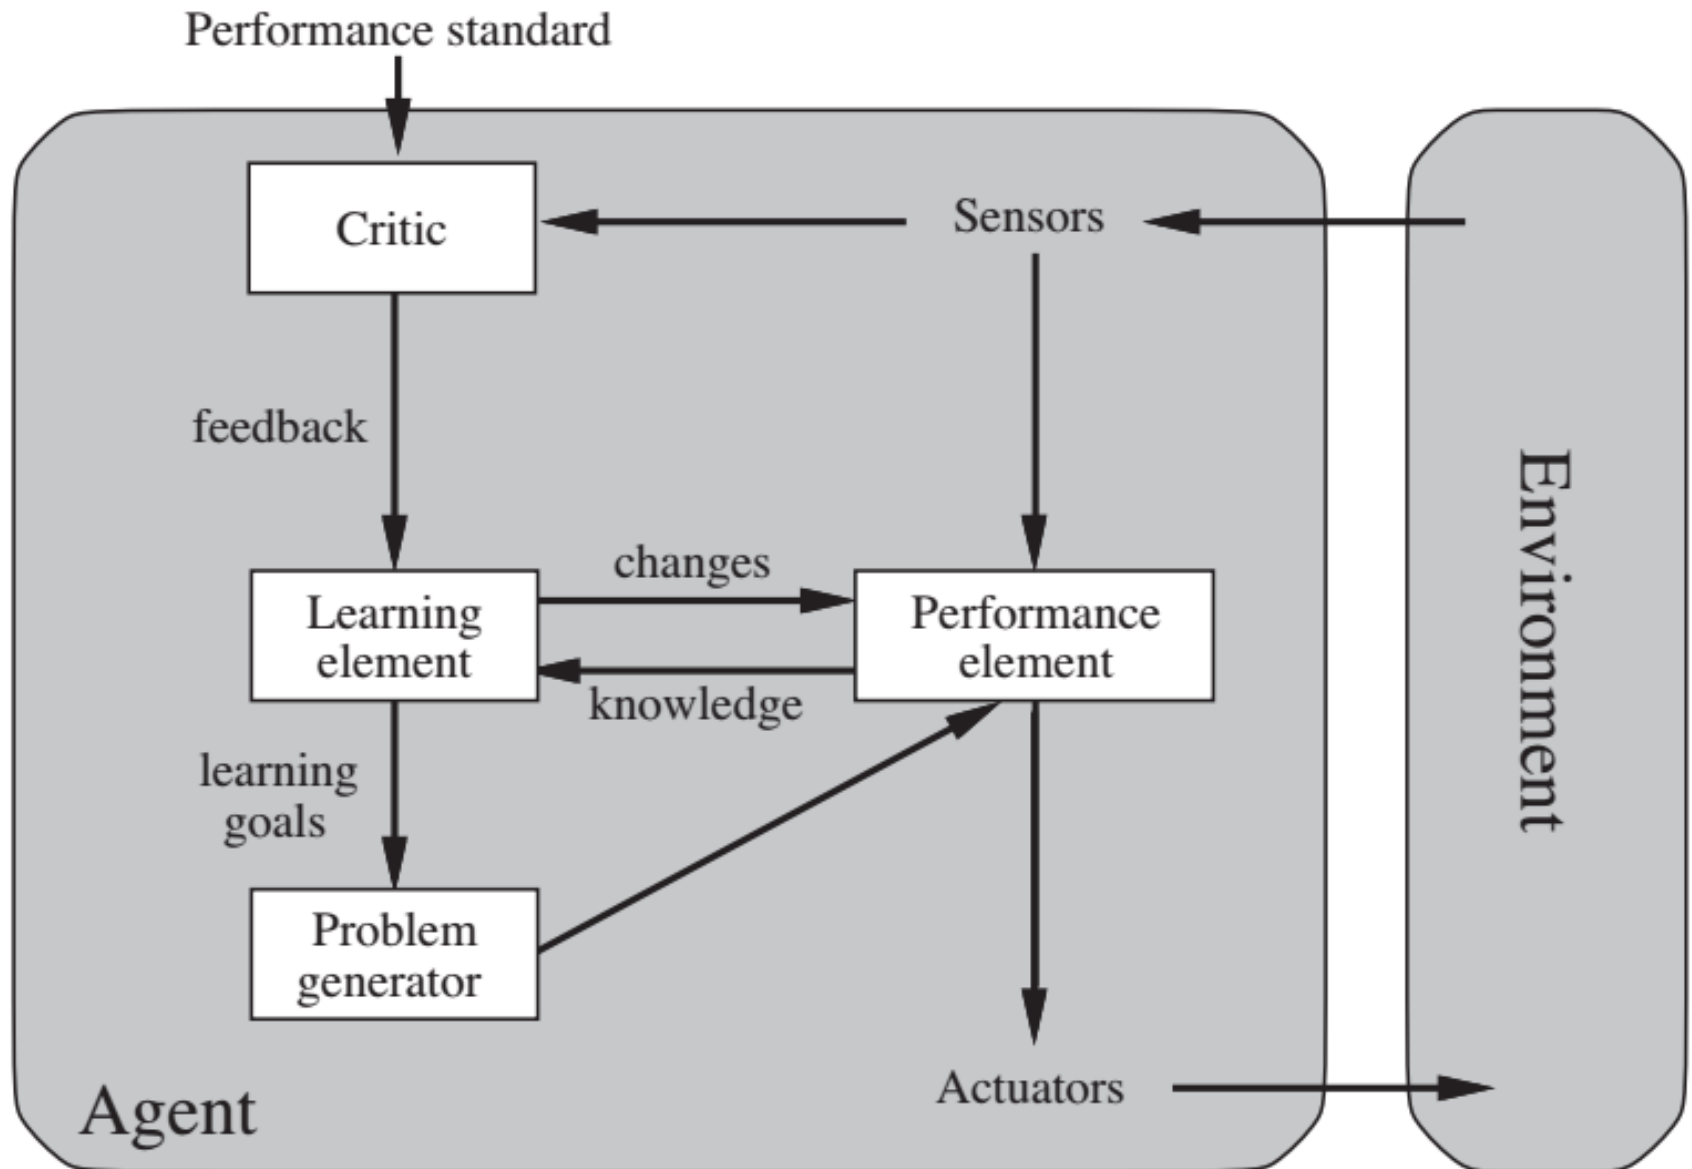 Performance standard
Critic
Sensors
feedback
changes
Learning
element
Performance
element
knowledge
learning
goals
Problem
generator
Actuators
Agent
Environment